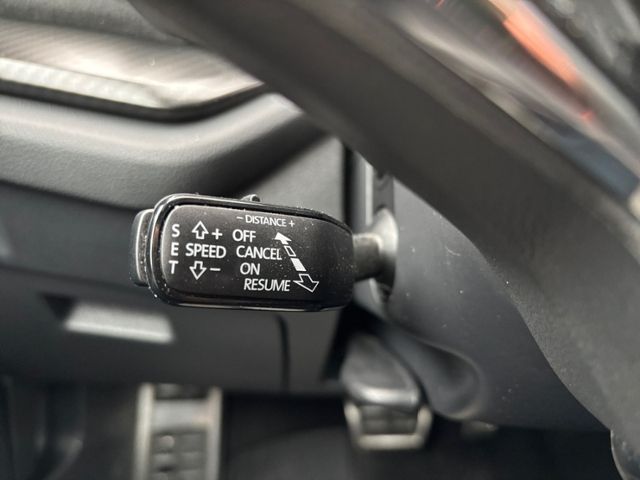 - DISTANCE +
S + OFF
E SPEED CANCEL
T - ON
RESUME